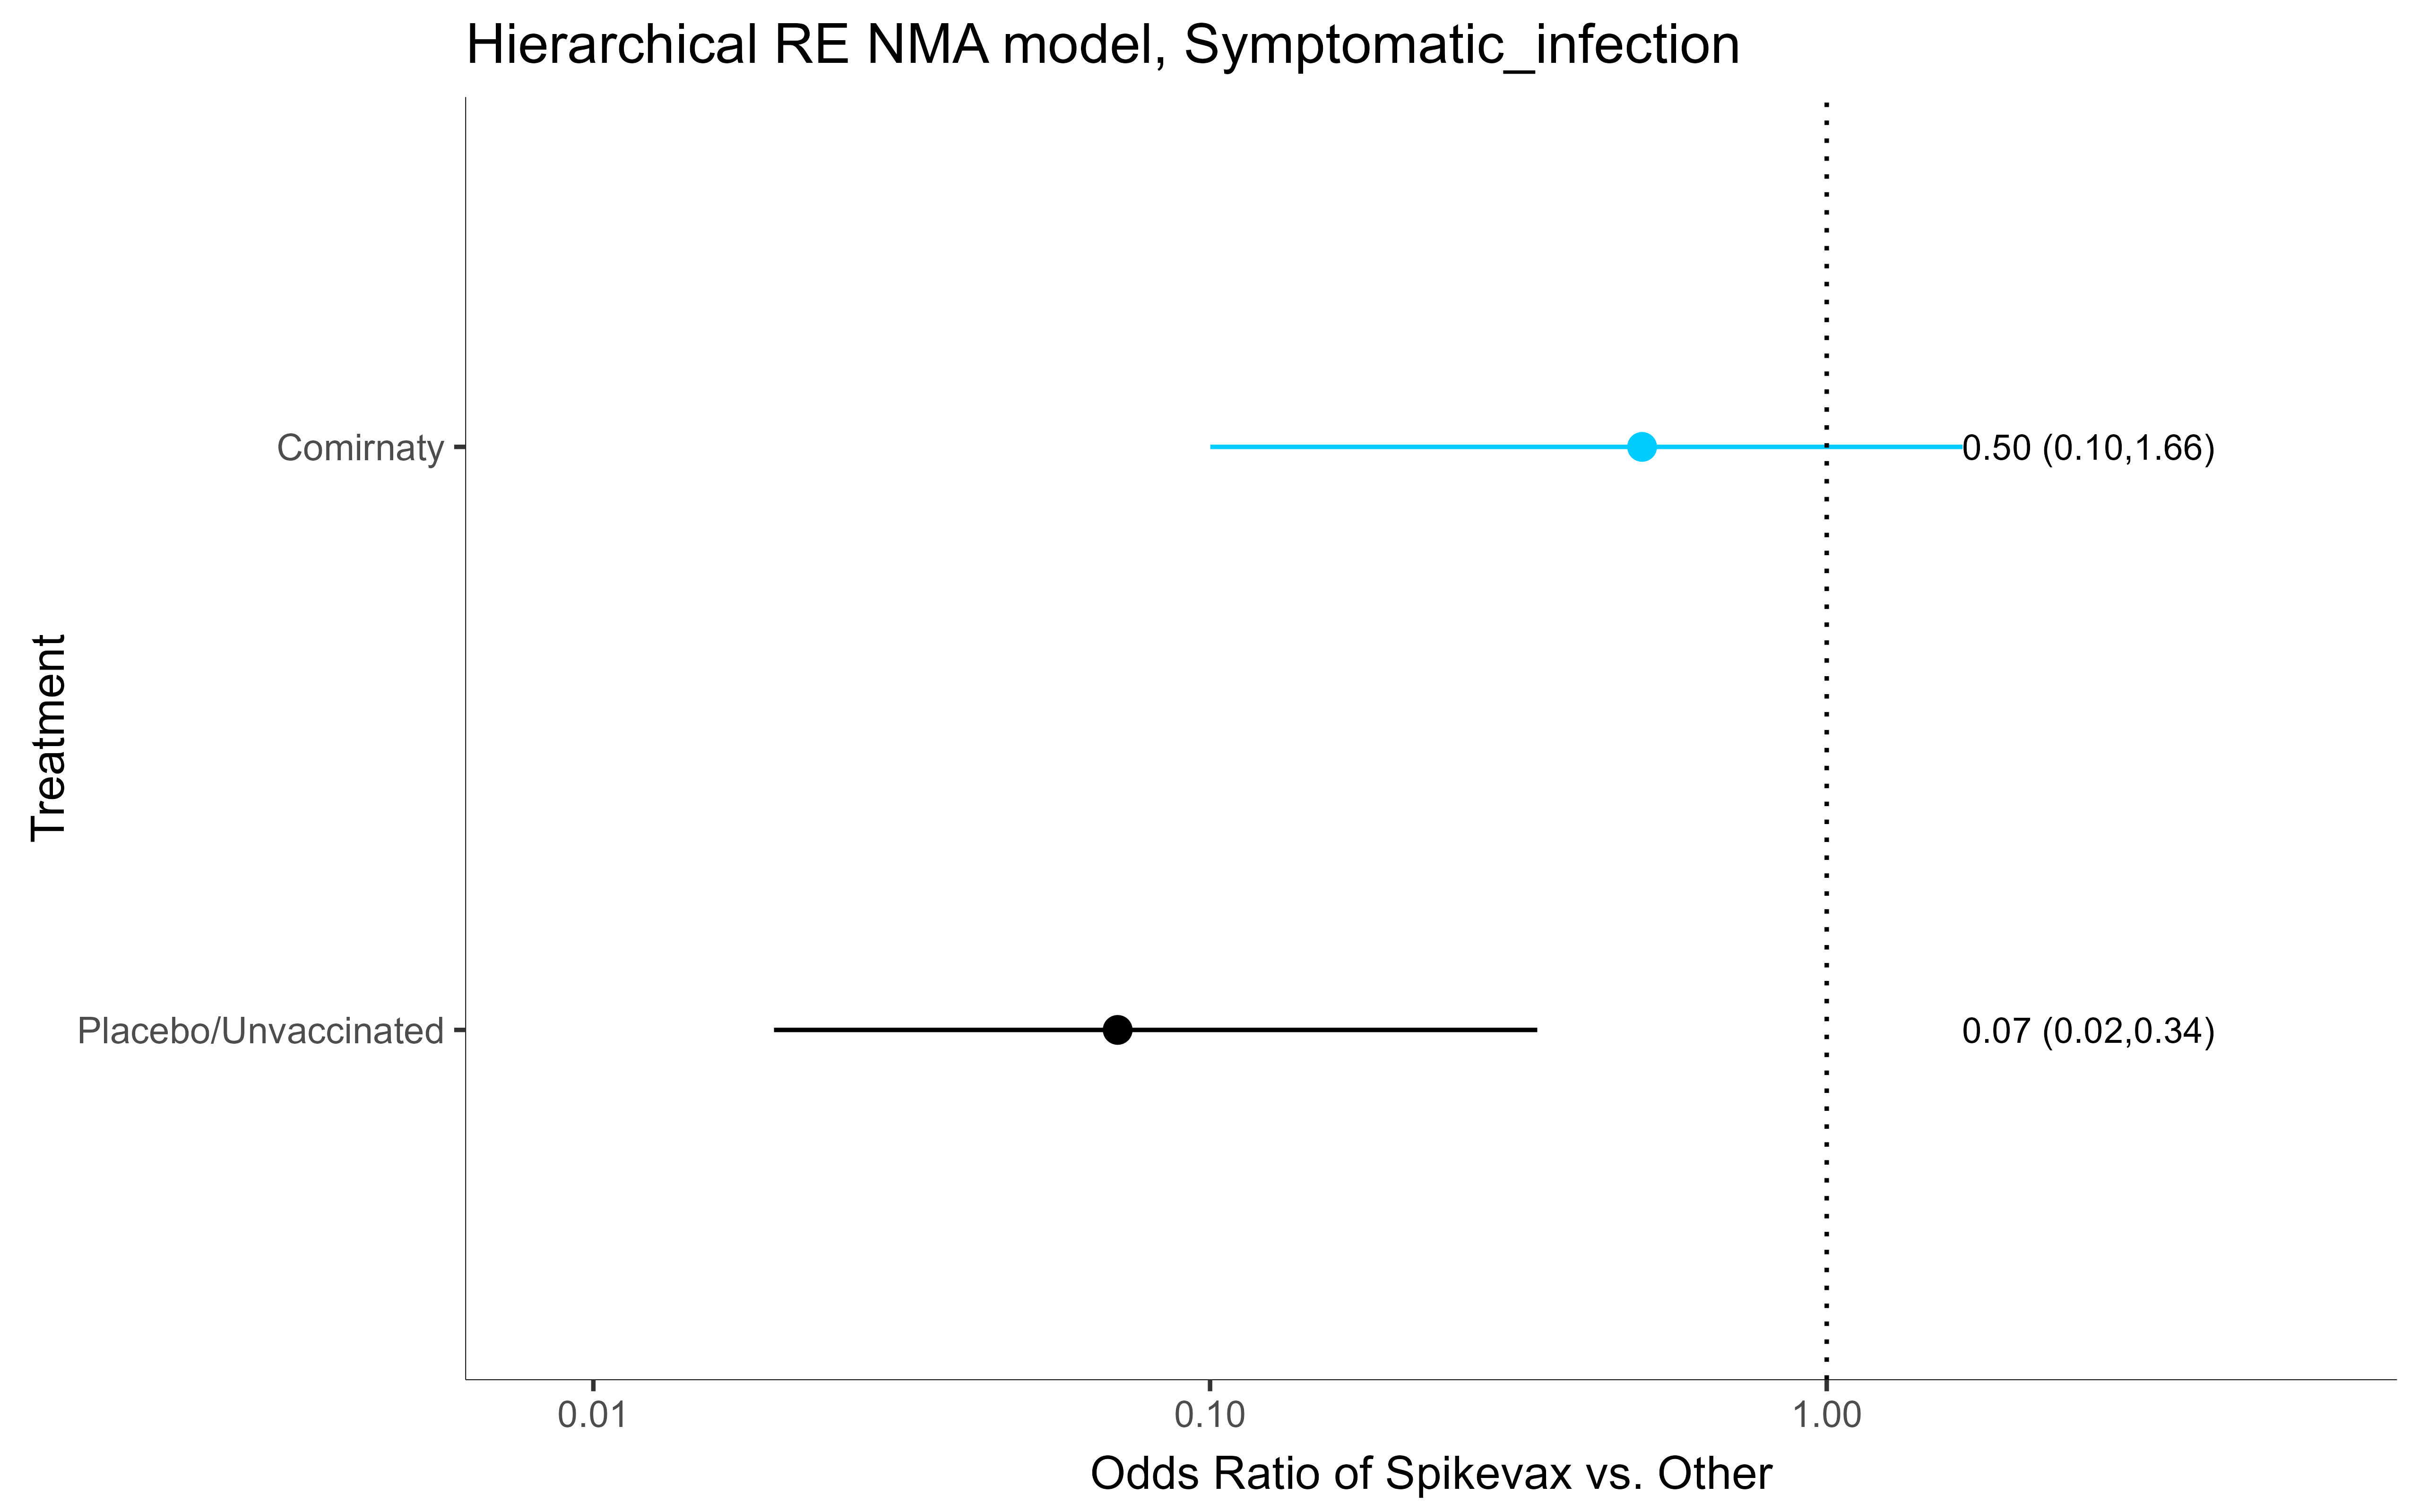 Hierarchical RE NMA model, Symptomatic_infection
Treatment
Comirnaty
0.50 (0.10,1.66)
Placebo/Unvaccinated
0.07 (0.02,0.34)
0.01
0.10
1.00
Odds Ratio of Spikevax vs. Other